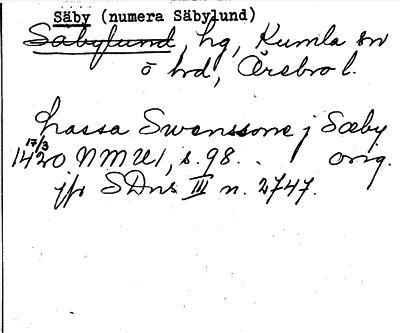 Säby (numera Säbylund)
Säbylund, hg, Kumla sn
ö hd, Örebro l.
Lassa Swenssone j Sæby
1420 17/3 NMU1, s. 98. . orig.
jfr SDns III n. 2747.